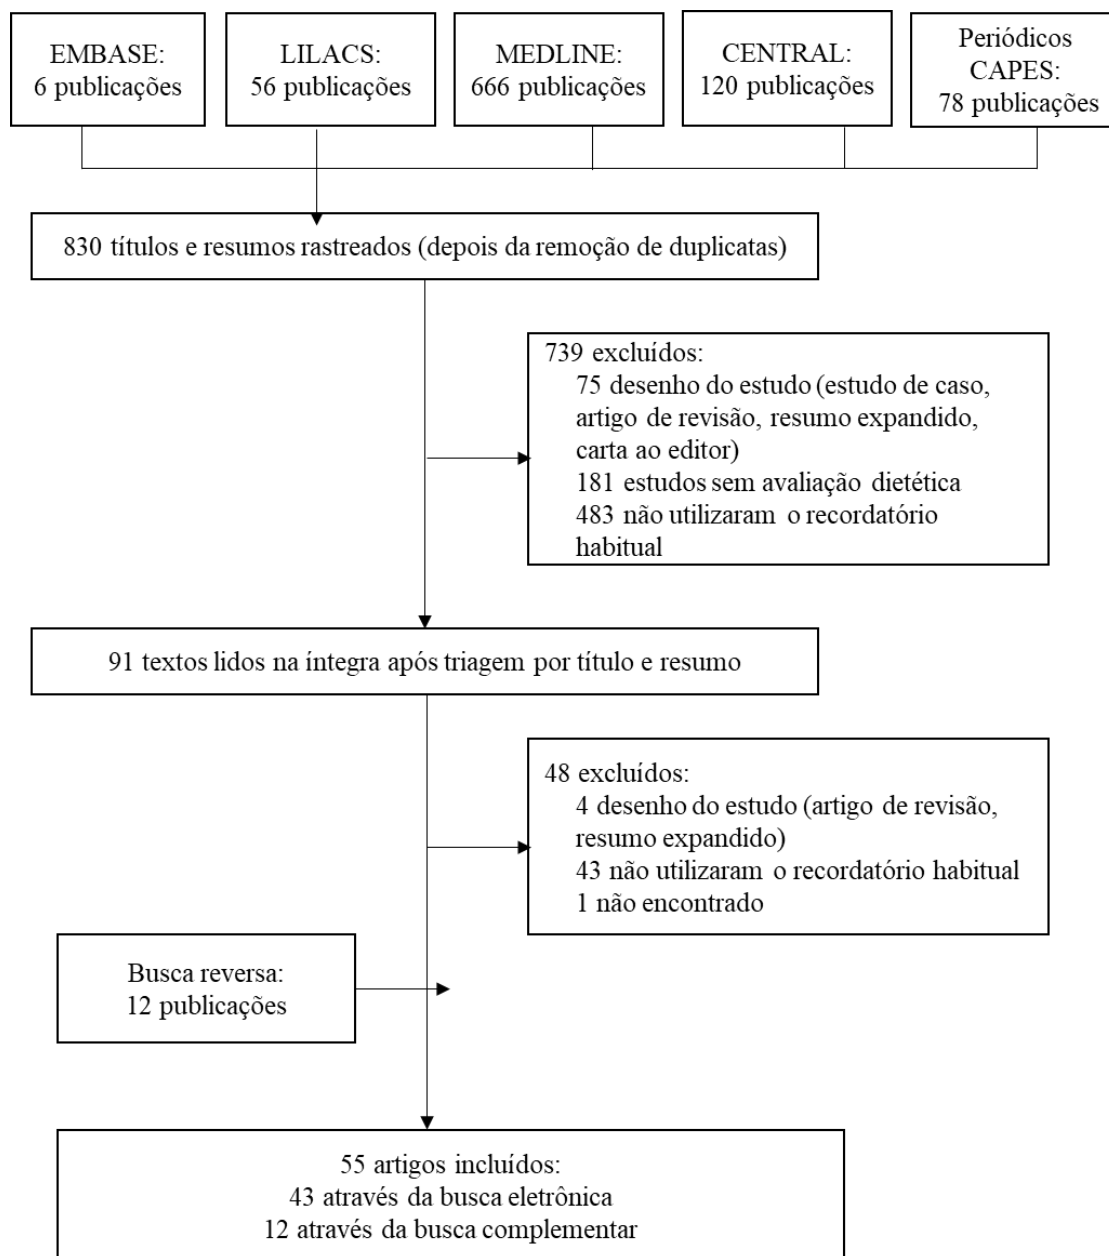 EMBASE:
6 publicações
LILACS:
56 publicações
MEDLINE:
666 publicações
CENTRAL:
120 publicações
Periódicos
CAPES:
78 publicações
830 títulos e resumos rastreados (depois da remoção de duplicatas)
739 excluídos:
75 desenho do estudo (estudo de caso,
artigo de revisão, resumo expandido,
carta ao editor)
181 estudos sem avaliação dietética
483 não utilizaram o recordatório
habitual
91 textos lidos na íntegra após triagem por título e resumo
48 excluídos:
4 desenho do estudo (artigo de revisão,
resumo expandido)
43 não utilizaram o recordatório habitual
1 não encontrado
Busca reversa:
12 publicações
55 artigos incluídos:
43 através da busca eletrônica
12 através da busca complementar